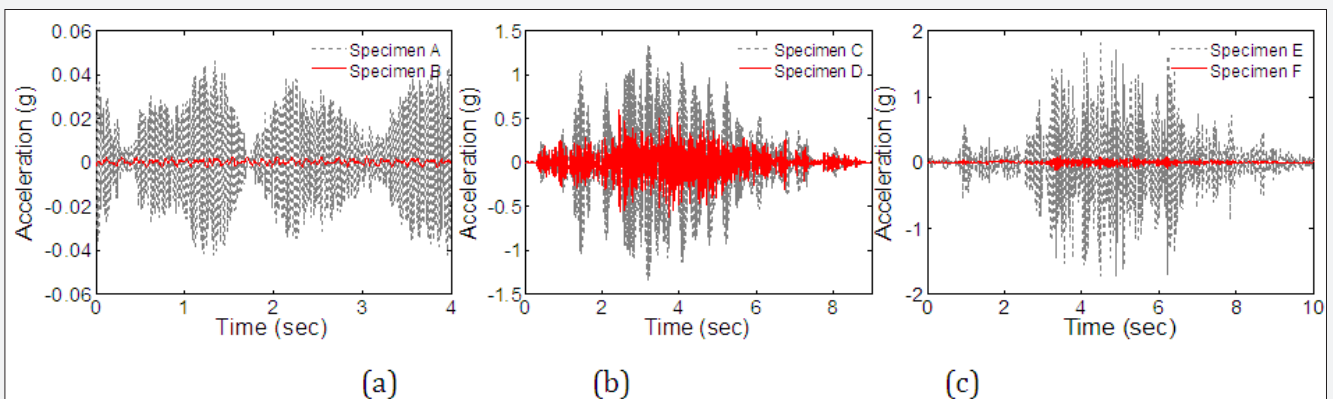 Acceleration (g)
0.06
0.04
0.02
0
-0.02
-0.04
-0.06
Specimen A
Specimen B
0 1 2 3 4
Time (sec)
(a)
Acceleration (g)
1.5
1
0.5
0
-0.5
-1
-1.5
Specimen C
Specimen D
0 2 4 6 8
Time (sec)
(b)
Acceleration (g)
2
1
0
-1
-2
Specimen E
Specimen F
0 2 4 6 8 10
Time (sec)
(c)